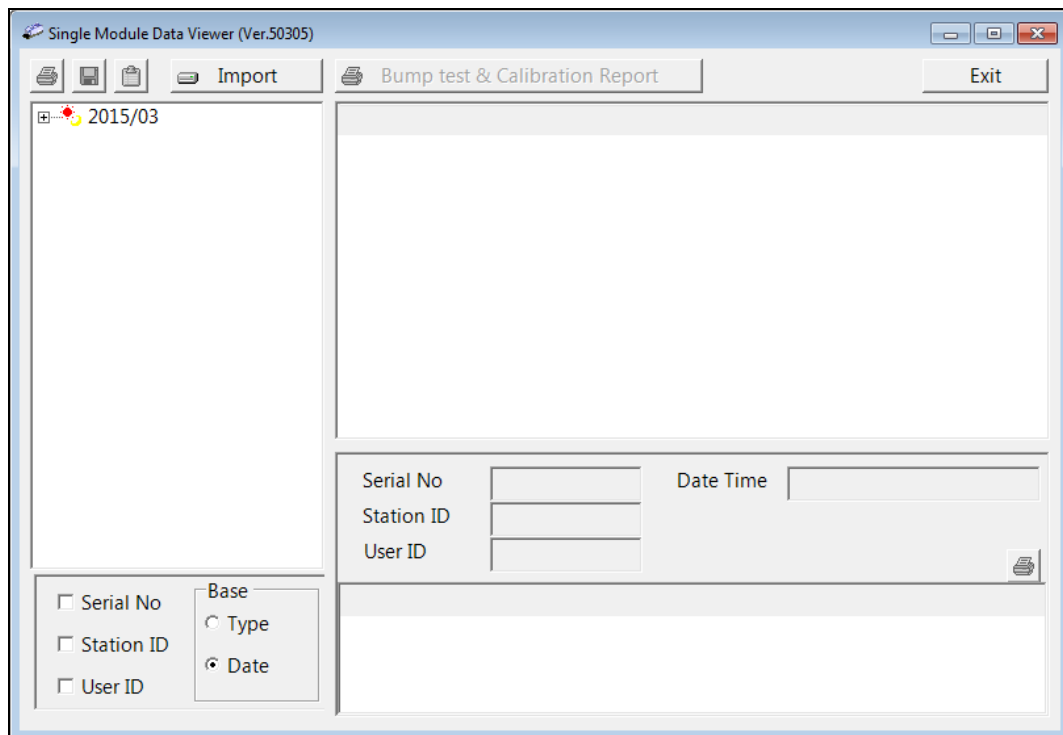 Single Module Data Viewer (Ver.50305)
Import
Bump test & Calibration Report
Exit
2015/03
Serial No
Date Time
Station ID
User ID
Serial No
Station ID
User ID
Base
Type
Date